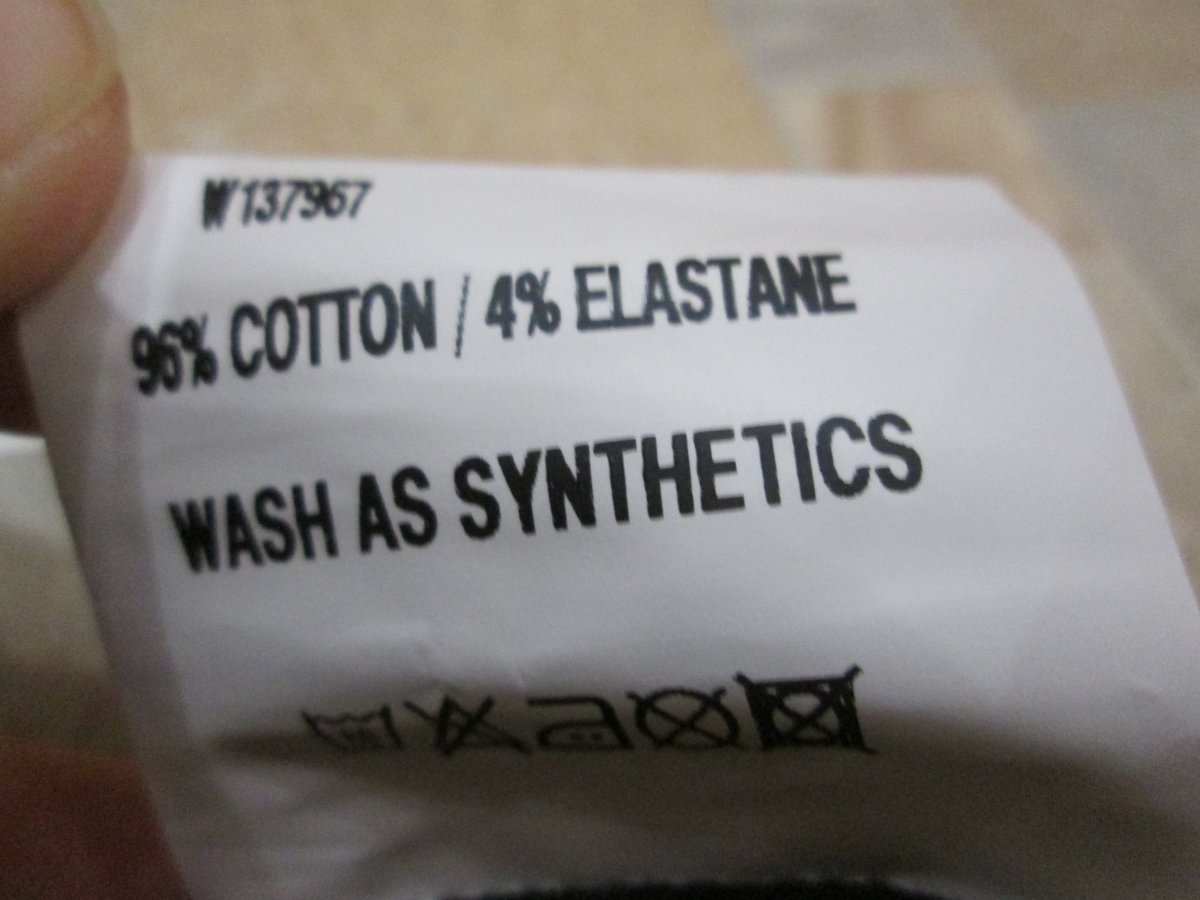 W137967
96% COTTON / 4% ELASTANE
WASH AS SYNTHETICS